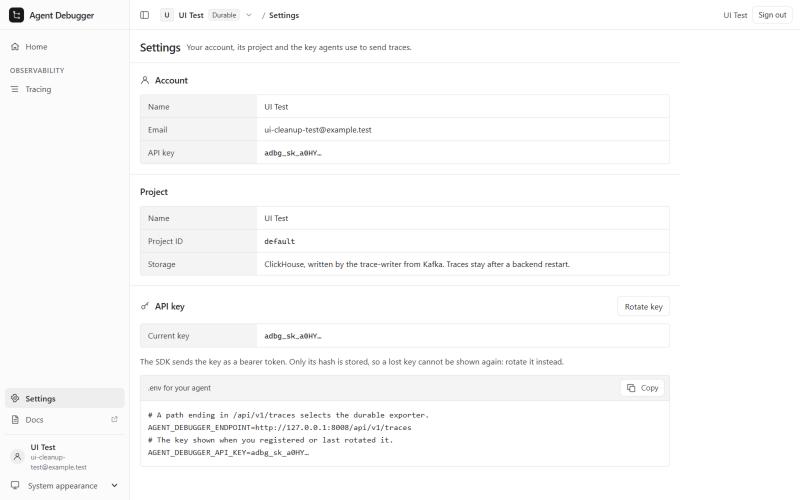 Agent Debugger
U UI Test Durable / Settings
UI Test Sign out
Home
OBSERVABILITY
Tracing
Settings Your account, its project and the key agents use to send traces.
Account
Name UI Test
Email ui-cleanup-test@example.test
API key adbg_sk_a0HY…
Project
Name UI Test
Project ID default
Storage ClickHouse, written by the trace-writer from Kafka. Traces stay after a backend restart.
API key Rotate key
Current key adbg_sk_a0HY…
The SDK sends the key as a bearer token. Only its hash is stored, so a lost key cannot be shown again: rotate it instead.
.env for your agent Copy
# A path ending in /api/v1/traces selects the durable exporter.
AGENT_DEBUGGER_ENDPOINT=http://127.0.0.1:8000/api/v1/traces
# The key shown when you registered or last rotated it.
AGENT_DEBUGGER_API_KEY=adbg_sk_a0HY…
Settings
Docs
UI Test
ui-cleanup-
test@example.test
System appearance